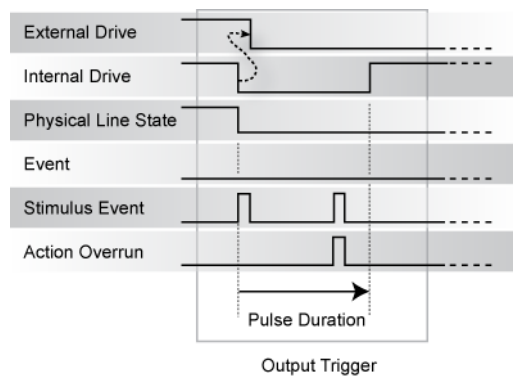 External Drive
Internal Drive
Physical Line State
Event
Stimulus Event
Action Overrun
Pulse Duration
Output Trigger